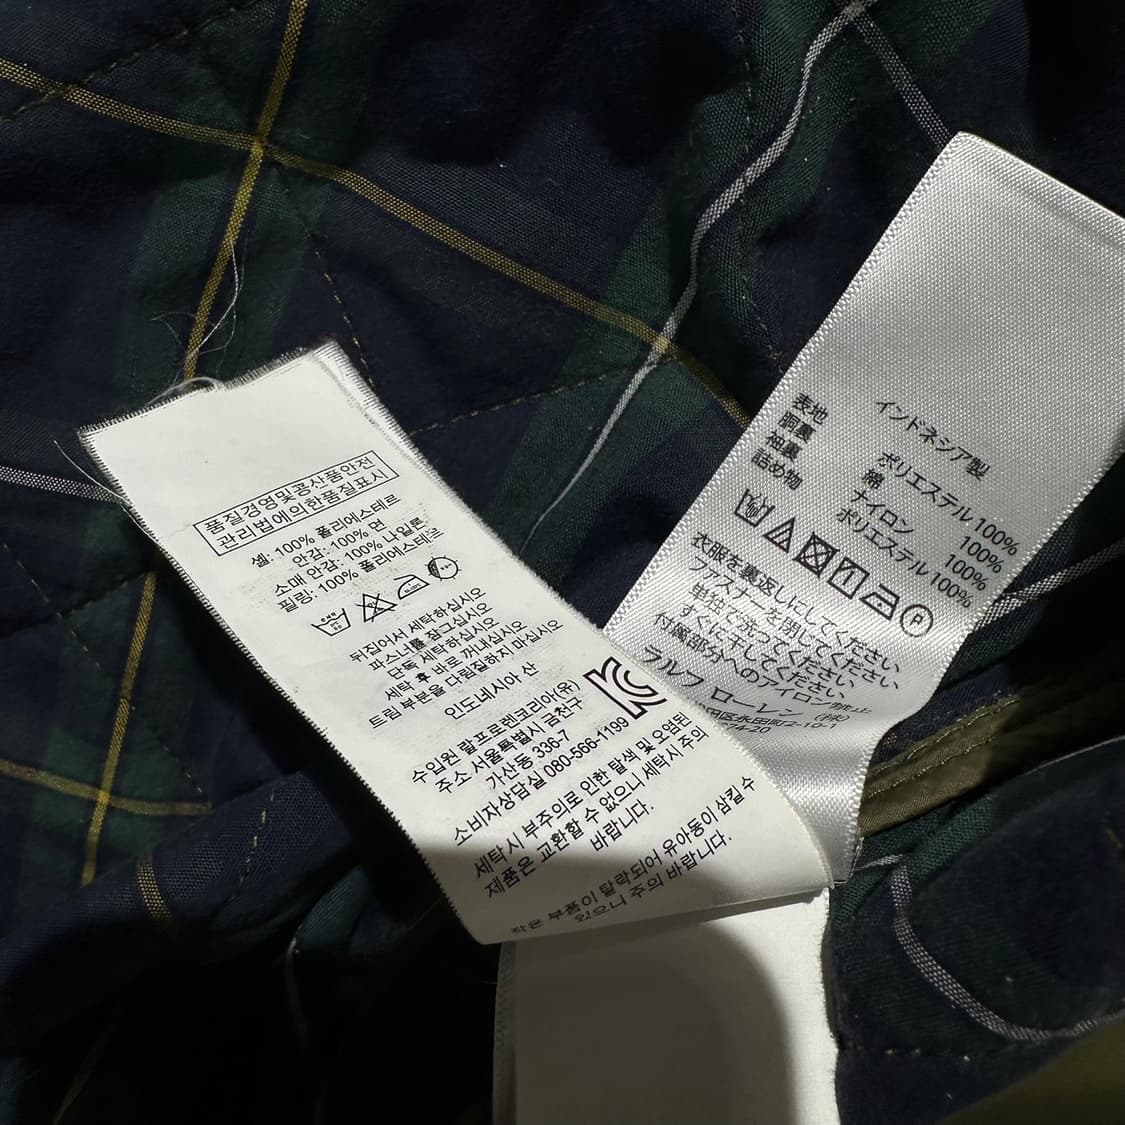 품질경영및공산품안전
관리법에의한품질표시
셸: 100% 폴리에스테르
안감: 100% 면
소매 안감: 100% 나일론
필링: 100% 폴리에스테르
뒤집어서 세탁하십시오
파스너를 잠그십시오
단독 세탁하십시오
세탁 후 바로 꺼내십시오
트림 부분을 다림질하지 마십시오
인도네시아 산
수입원 랄프로렌코리아(유)
주소 서울특별시 금천구
가산동 336-7
소비자상담실 080-566-1199
세탁시 부주의로 인한 탈색 및 오염된
제품은 교환할 수 없으니 세탁시 주의
바랍니다.
작은 부품이 탈락되어 유아동이 삼킬 수
있으니 주의 바랍니다.
インドネシア製
表地 ポリエステル 100%
胴裏 綿 100%
袖裏 ナイロン 100%
詰め物 ポリエステル 100%
P
衣服を裏返しにしてください
ファスナーを閉じてください
単独で洗ってください
すぐに干してください
付属部分へのアイロン禁止
ラルフ ローレン (株)
区永田町2-10-1
74-20